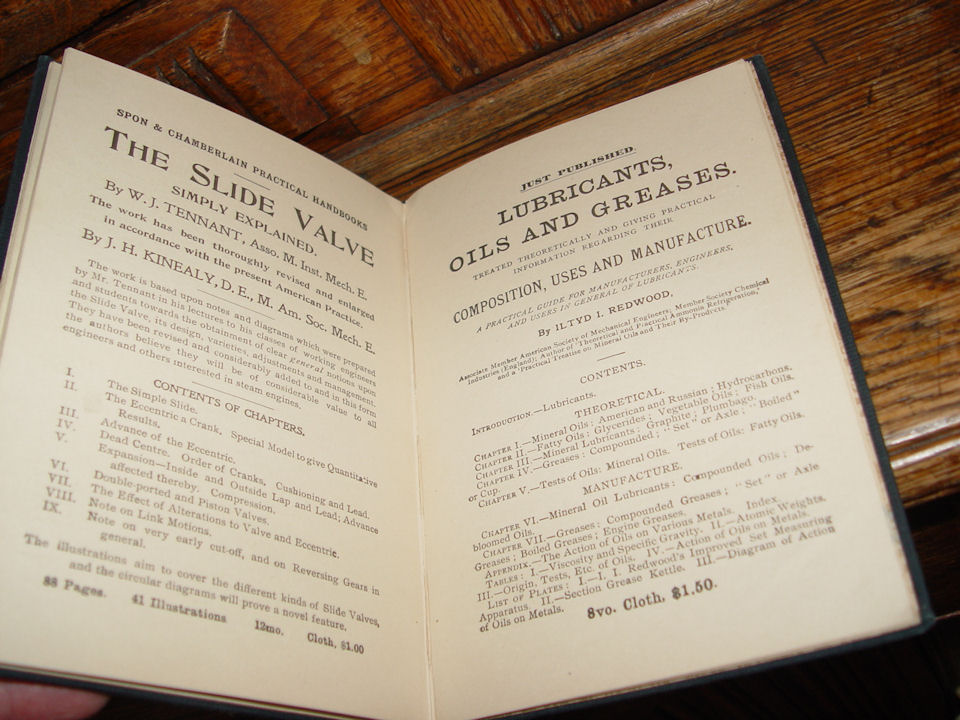 SPON & CHAMBERLAIN PRACTICAL HANDBOOKS
THE SLIDE VALVE
SIMPLY EXPLAINED.
By W. J. TENNANT, Asso. M. Inst. Mech. E.
The work has been thoroughly revised and enlarged
in accordance with the present American Practice.
By J. H. KINEALY, D. E., M. Am. Soc. Mech. E.
The work is based upon notes and diagrams which were prepared
by Mr. Tennant in his lectures to his classes of working engineers
and students towards the obtainment of clear general notions upon
the Slide Valve, its design, varieties, adjustments and management.
They have been revised and considerably added to and in this form
the authors believe they will be of considerable value to all
engineers and others interested in steam engines.
CONTENTS OF CHAPTERS.
I. The Simple Slide.
II. The Eccentric a Crank. Special Model to give Quantitative
Results.
III. Advance of the Eccentric.
IV. Dead Centre. Order of Cranks. Cushioning and Lead.
V. Expansion—Inside and Outside Lap and Lead; Advance
affected thereby. Compression.
VI. Double-ported and Piston Valves.
VII. The Effect of Alterations to Valve and Eccentric.
VIII. Note on Link Motions.
IX. Note on very early cut-off, and on Reversing Gears in
general.
The illustrations aim to cover the different kinds of Slide Valves,
and the circular diagrams will prove a novel feature.
88 Pages. 41 Illustrations 12mo. Cloth, $1.00
JUST PUBLISHED.
LUBRICANTS,
OILS AND GREASES.
TREATED THEORETICALLY AND GIVING PRACTICAL
INFORMATION REGARDING THEIR
COMPOSITION, USES AND MANUFACTURE.
A PRACTICAL GUIDE FOR MANUFACTURERS, ENGINEERS,
AND USERS IN GENERAL OF LUBRICANTS.
By ILTYD I. REDWOOD,
Associate Member American Society of Mechanical Engineers; Member Society Chemical
Industries (England); Author of "Theoretical and Practical Ammonia Refrigeration,"
and a "Practical Treatise on Mineral Oils and Their By-Products.
CONTENTS.
INTRODUCTION.—Lubricants.
THEORETICAL.
CHAPTER I.—Mineral Oils: American and Russian; Hydrocarbons.
CHAPTER II.—Fatty Oils; Glycerides; Vegetable Oils; Fish Oils.
CHAPTER III.—Mineral Lubricants: Graphite; Plumbago.
CHAPTER IV.—Greases: Compounded; "Set" or Axle; "Boiled"
or Cup.
CHAPTER V.—Tests of Oils: Mineral Oils. Tests of Oils: Fatty Oils.
MANUFACTURE.
CHAPTER VI.—Mineral Oil Lubricants: Compounded Oils; De-
bloomed Oils.
CHAPTER VII.—Greases: Compounded Greases; "Set" or Axle
Greases; Boiled Greases; Engine Greases.
APPENDIX.—The Action of Oils on Various Metals. Index.
TABLES: I.—Viscosity and Specific Gravity. II.—Atomic Weights.
III.—Origin, Tests, Etc. of Oils. IV.—Action of Oils on Metals.
LIST OF PLATES: I.—I. I. Redwood's Improved Set Measuring
Apparatus. II.—Section Grease Kettle. III.—Diagram of Action
of Oils on Metals.
8vo. Cloth, $1.50.